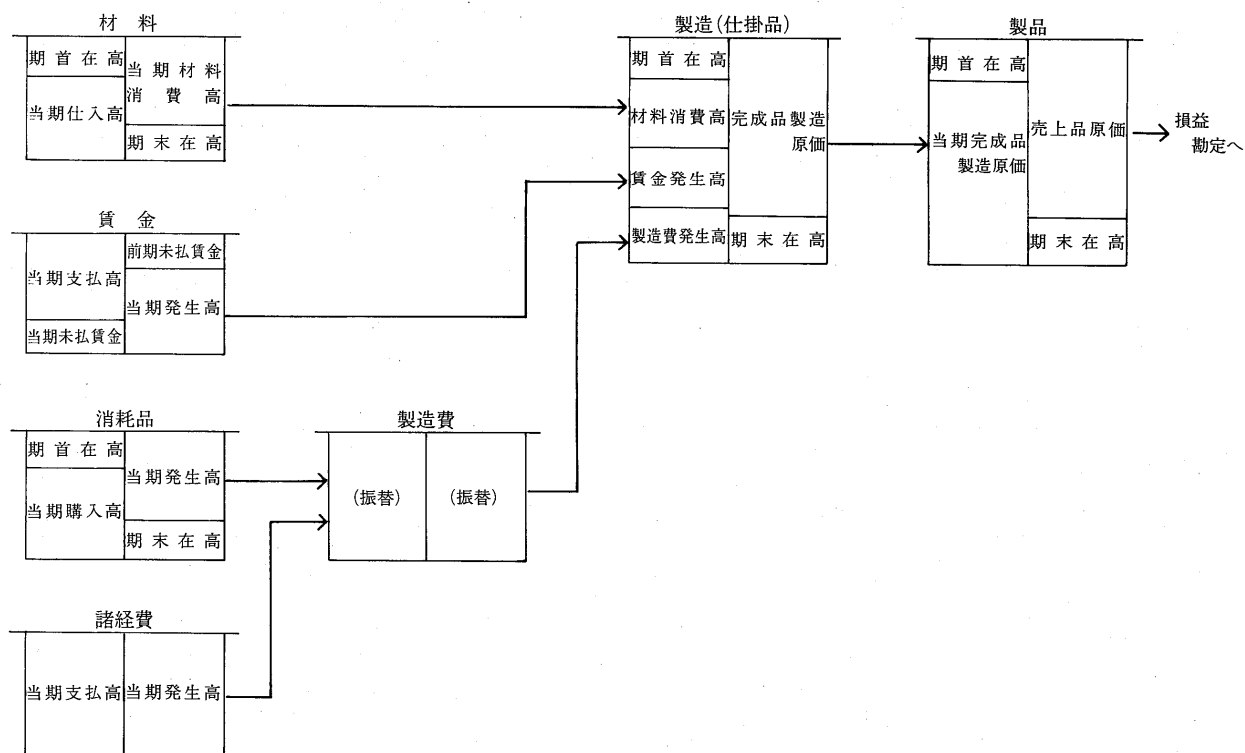 材料
期首在高
当期仕入高
当期材料
消費高
期末在高
賃金
当期支払高
当期未払賃金
前期未払賃金
当期発生高
消耗品
期首在高
当期購入高
当期発生高
期末在高
諸経費
当期支払高
当期発生高
製造費
(振替)
(振替)
製造(仕掛品)
期首在高
材料消費高
賃金発生高
製造費発生高
完成品製造
原価
期末在高
製品
期首在高
当期完成品
製造原価
売上品原価
期末在高
損益
勘定へ